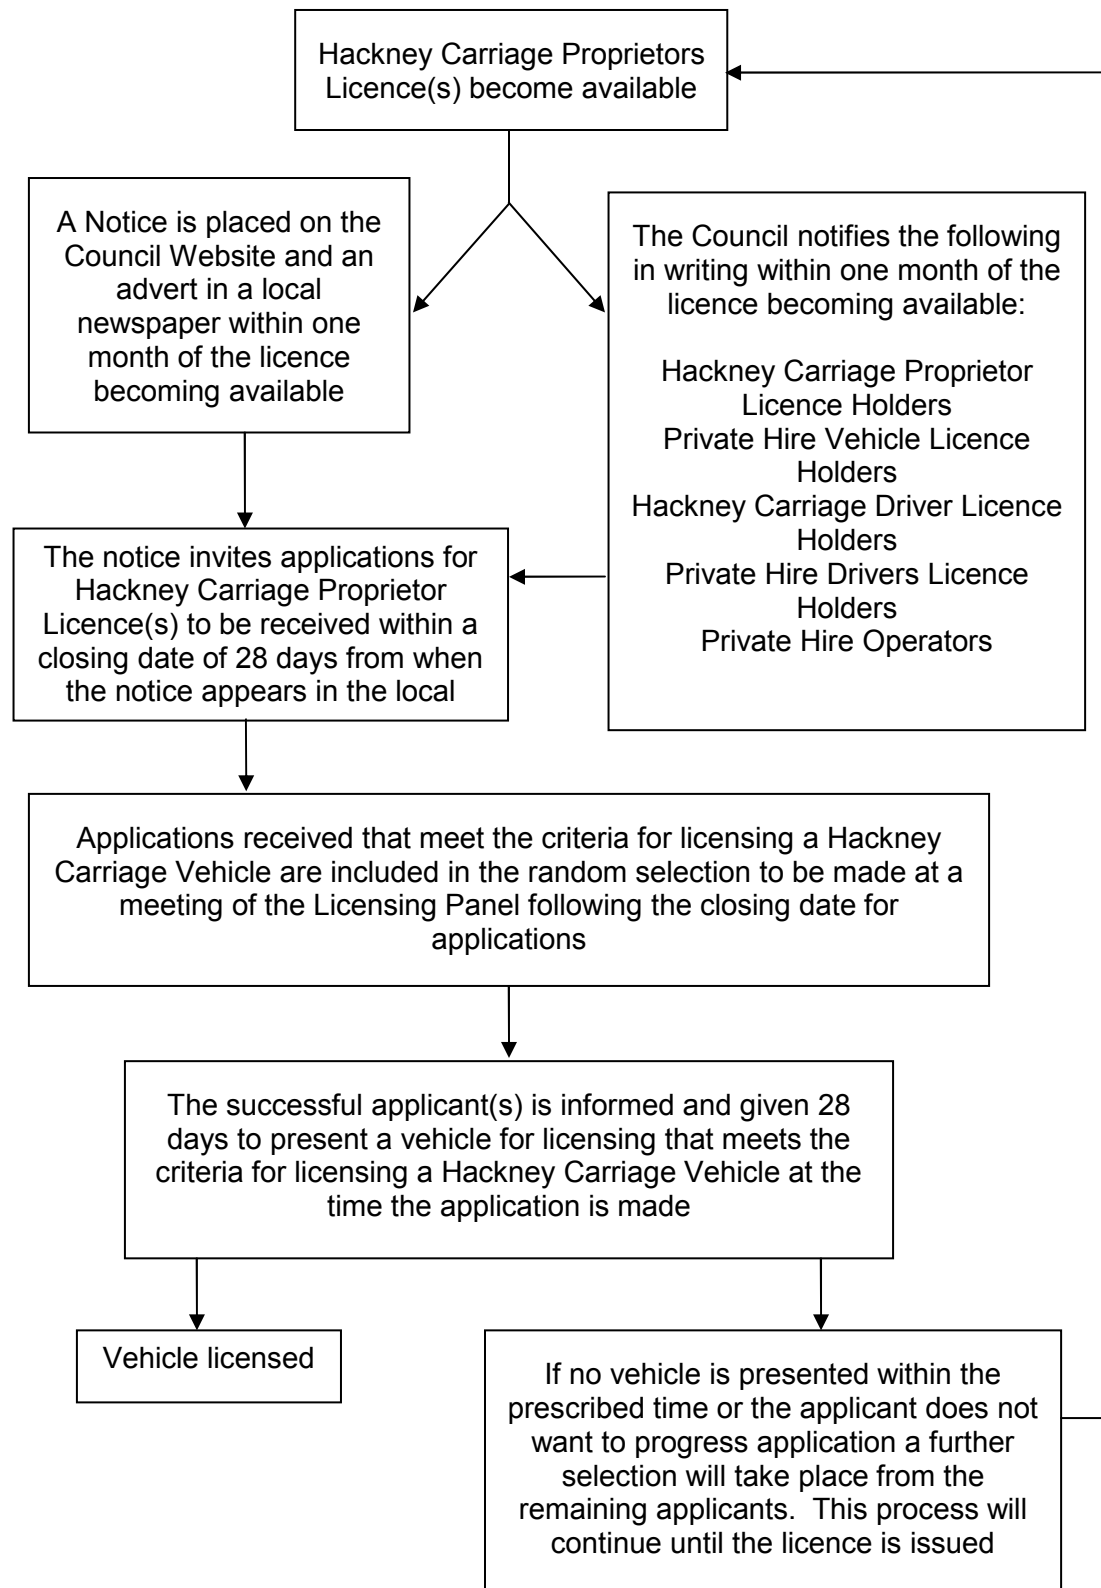 Hackney Carriage Proprietors
Licence(s) become available
A Notice is placed on the
Council Website and an
advert in a local
newspaper within one
month of the licence
becoming available
The Council notifies the following
in writing within one month of the
licence becoming available:
Hackney Carriage Proprietor
Licence Holders
Private Hire Vehicle Licence
Holders
Hackney Carriage Driver Licence
Holders
Private Hire Drivers Licence
Holders
Private Hire Operators
The notice invites applications for
Hackney Carriage Proprietor
Licence(s) to be received within a
closing date of 28 days from when
the notice appears in the local
Applications received that meet the criteria for licensing a Hackney
Carriage Vehicle are included in the random selection to be made at a
meeting of the Licensing Panel following the closing date for
applications
The successful applicant(s) is informed and given 28
days to present a vehicle for licensing that meets the
criteria for licensing a Hackney Carriage Vehicle at the
time the application is made
Vehicle licensed
If no vehicle is presented within the
prescribed time or the applicant does not
want to progress application a further
selection will take place from the
remaining applicants.  This process will
continue until the licence is issued